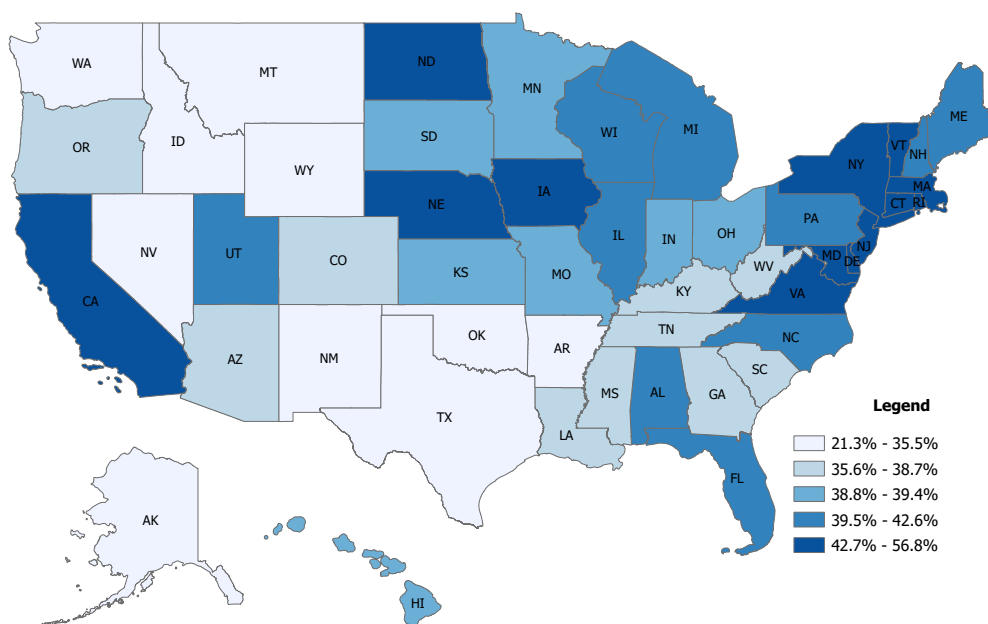 WA
MT
ND
MN
ME
OR
ID
SD
WI
MI
VT
NH
WY
NY
MA
CT
RI
NE
IA
PA
NV
UT
CO
KS
MO
IL
IN
OH
NJ
MD
DE
WV
VA
CA
KY
TN
NC
AZ
NM
OK
AR
SC
MS
AL
GA
TX
LA
FL
AK
HI
Legend
21.3% - 35.5%
35.6% - 38.7%
38.8% - 39.4%
39.5% - 42.6%
42.7% - 56.8%